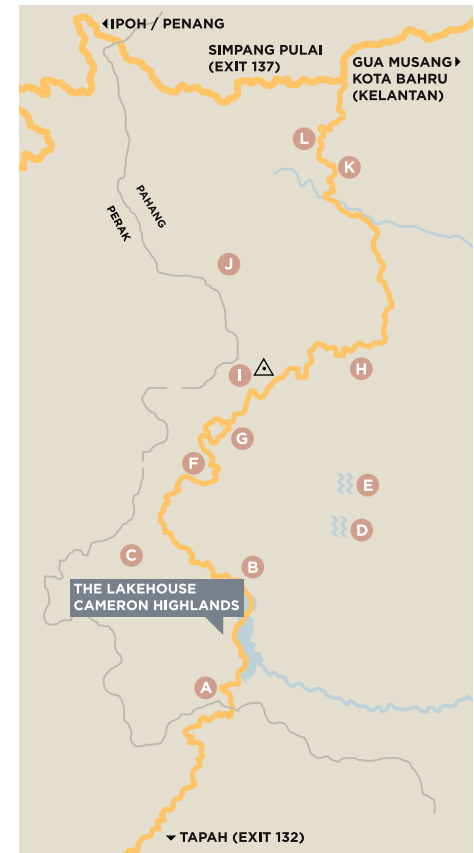 ◀IPOH / PENANG
SIMPANG PULAI
(EXIT 137)
GUA MUSANG▶
KOTA BAHRU
(KELANTAN)
L
K
PAHANG
PERAK
J
I
H
G
F
E
D
C
B
THE LAKEHOUSE
CAMERON HIGHLANDS
A
▼ TAPAH (EXIT 132)